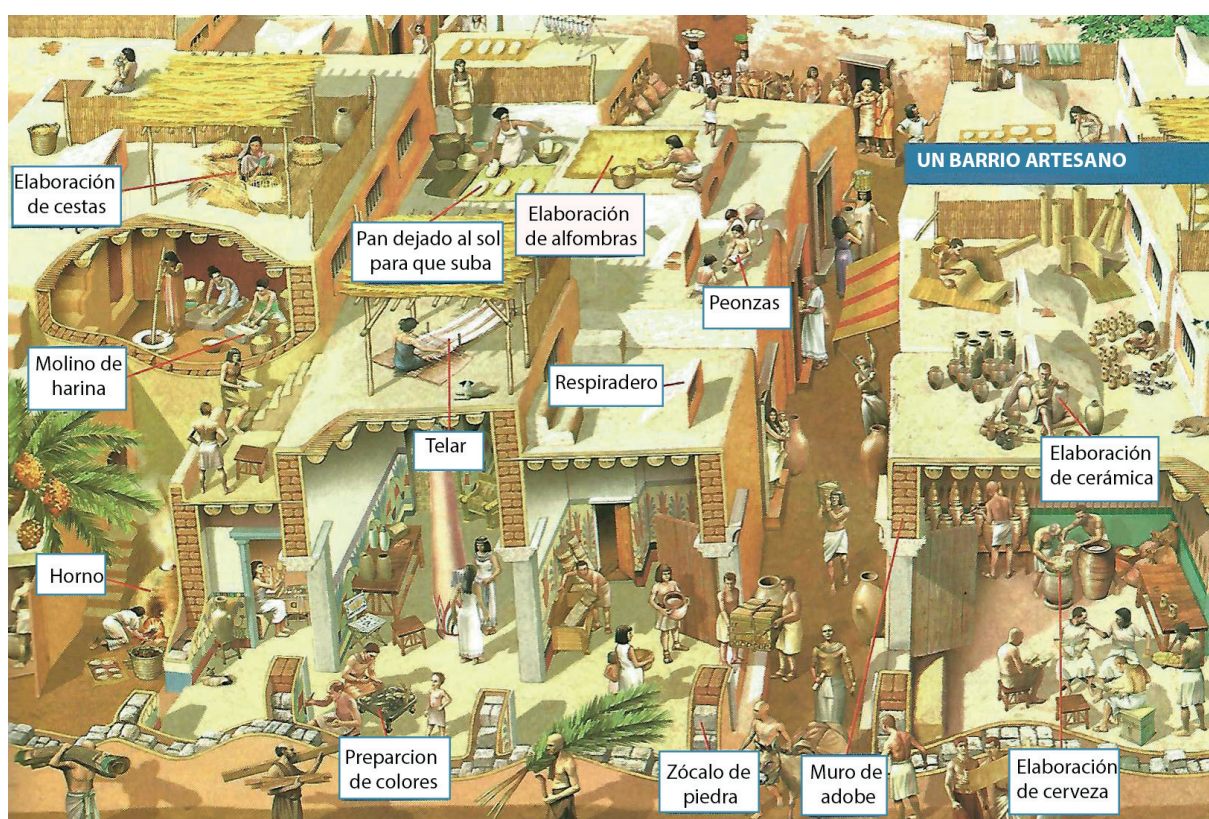 UN BARRIO ARTESANO
Elaboración
de cestas
Pan dejado al sol
para que suba
Elaboración
de alfombras
Peonzas
Molino de
harina
Respiradero
Telar
Elaboración
de cerámica
Horno
Preparcion
de colores
Zócalo de
piedra
Muro de
adobe
Elaboración
de cerveza